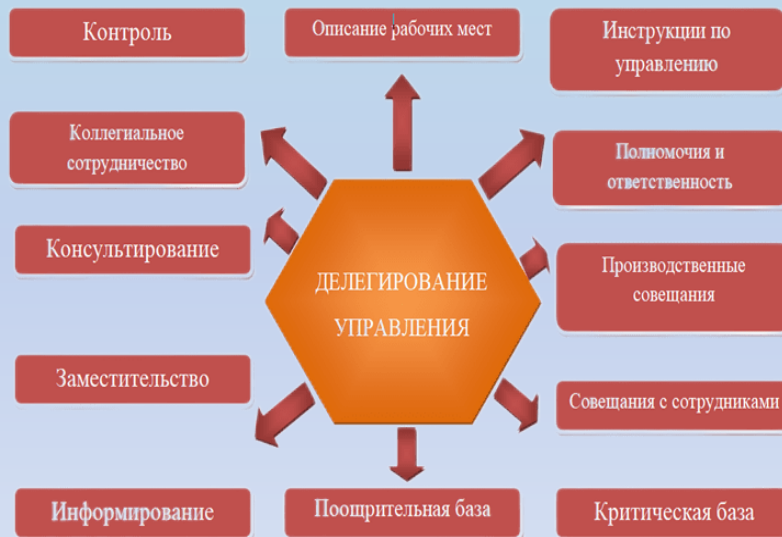 Контроль
Описание рабочих мест
Инструкции по
управлению
Коллегиальное
сотрудничество
Полномочия и
ответственность
Консультирование
Производственные
совещания
ДЕЛЕГИРОВАНИЕ
УПРАВЛЕНИЯ
Заместительство
Совещания с сотрудниками
Информирование
Поощрительная база
Критическая база